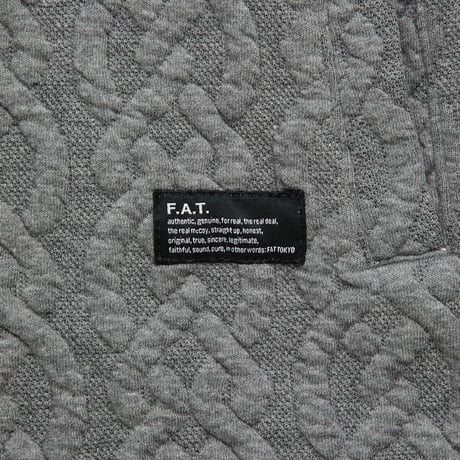 F.A.T.
authentic, genuine, for real, the real deal,
the real mccoy, straight up, honest,
original, true, sincere, legitimate,
faithful, sound, pure, in other words: FAT TOKYO